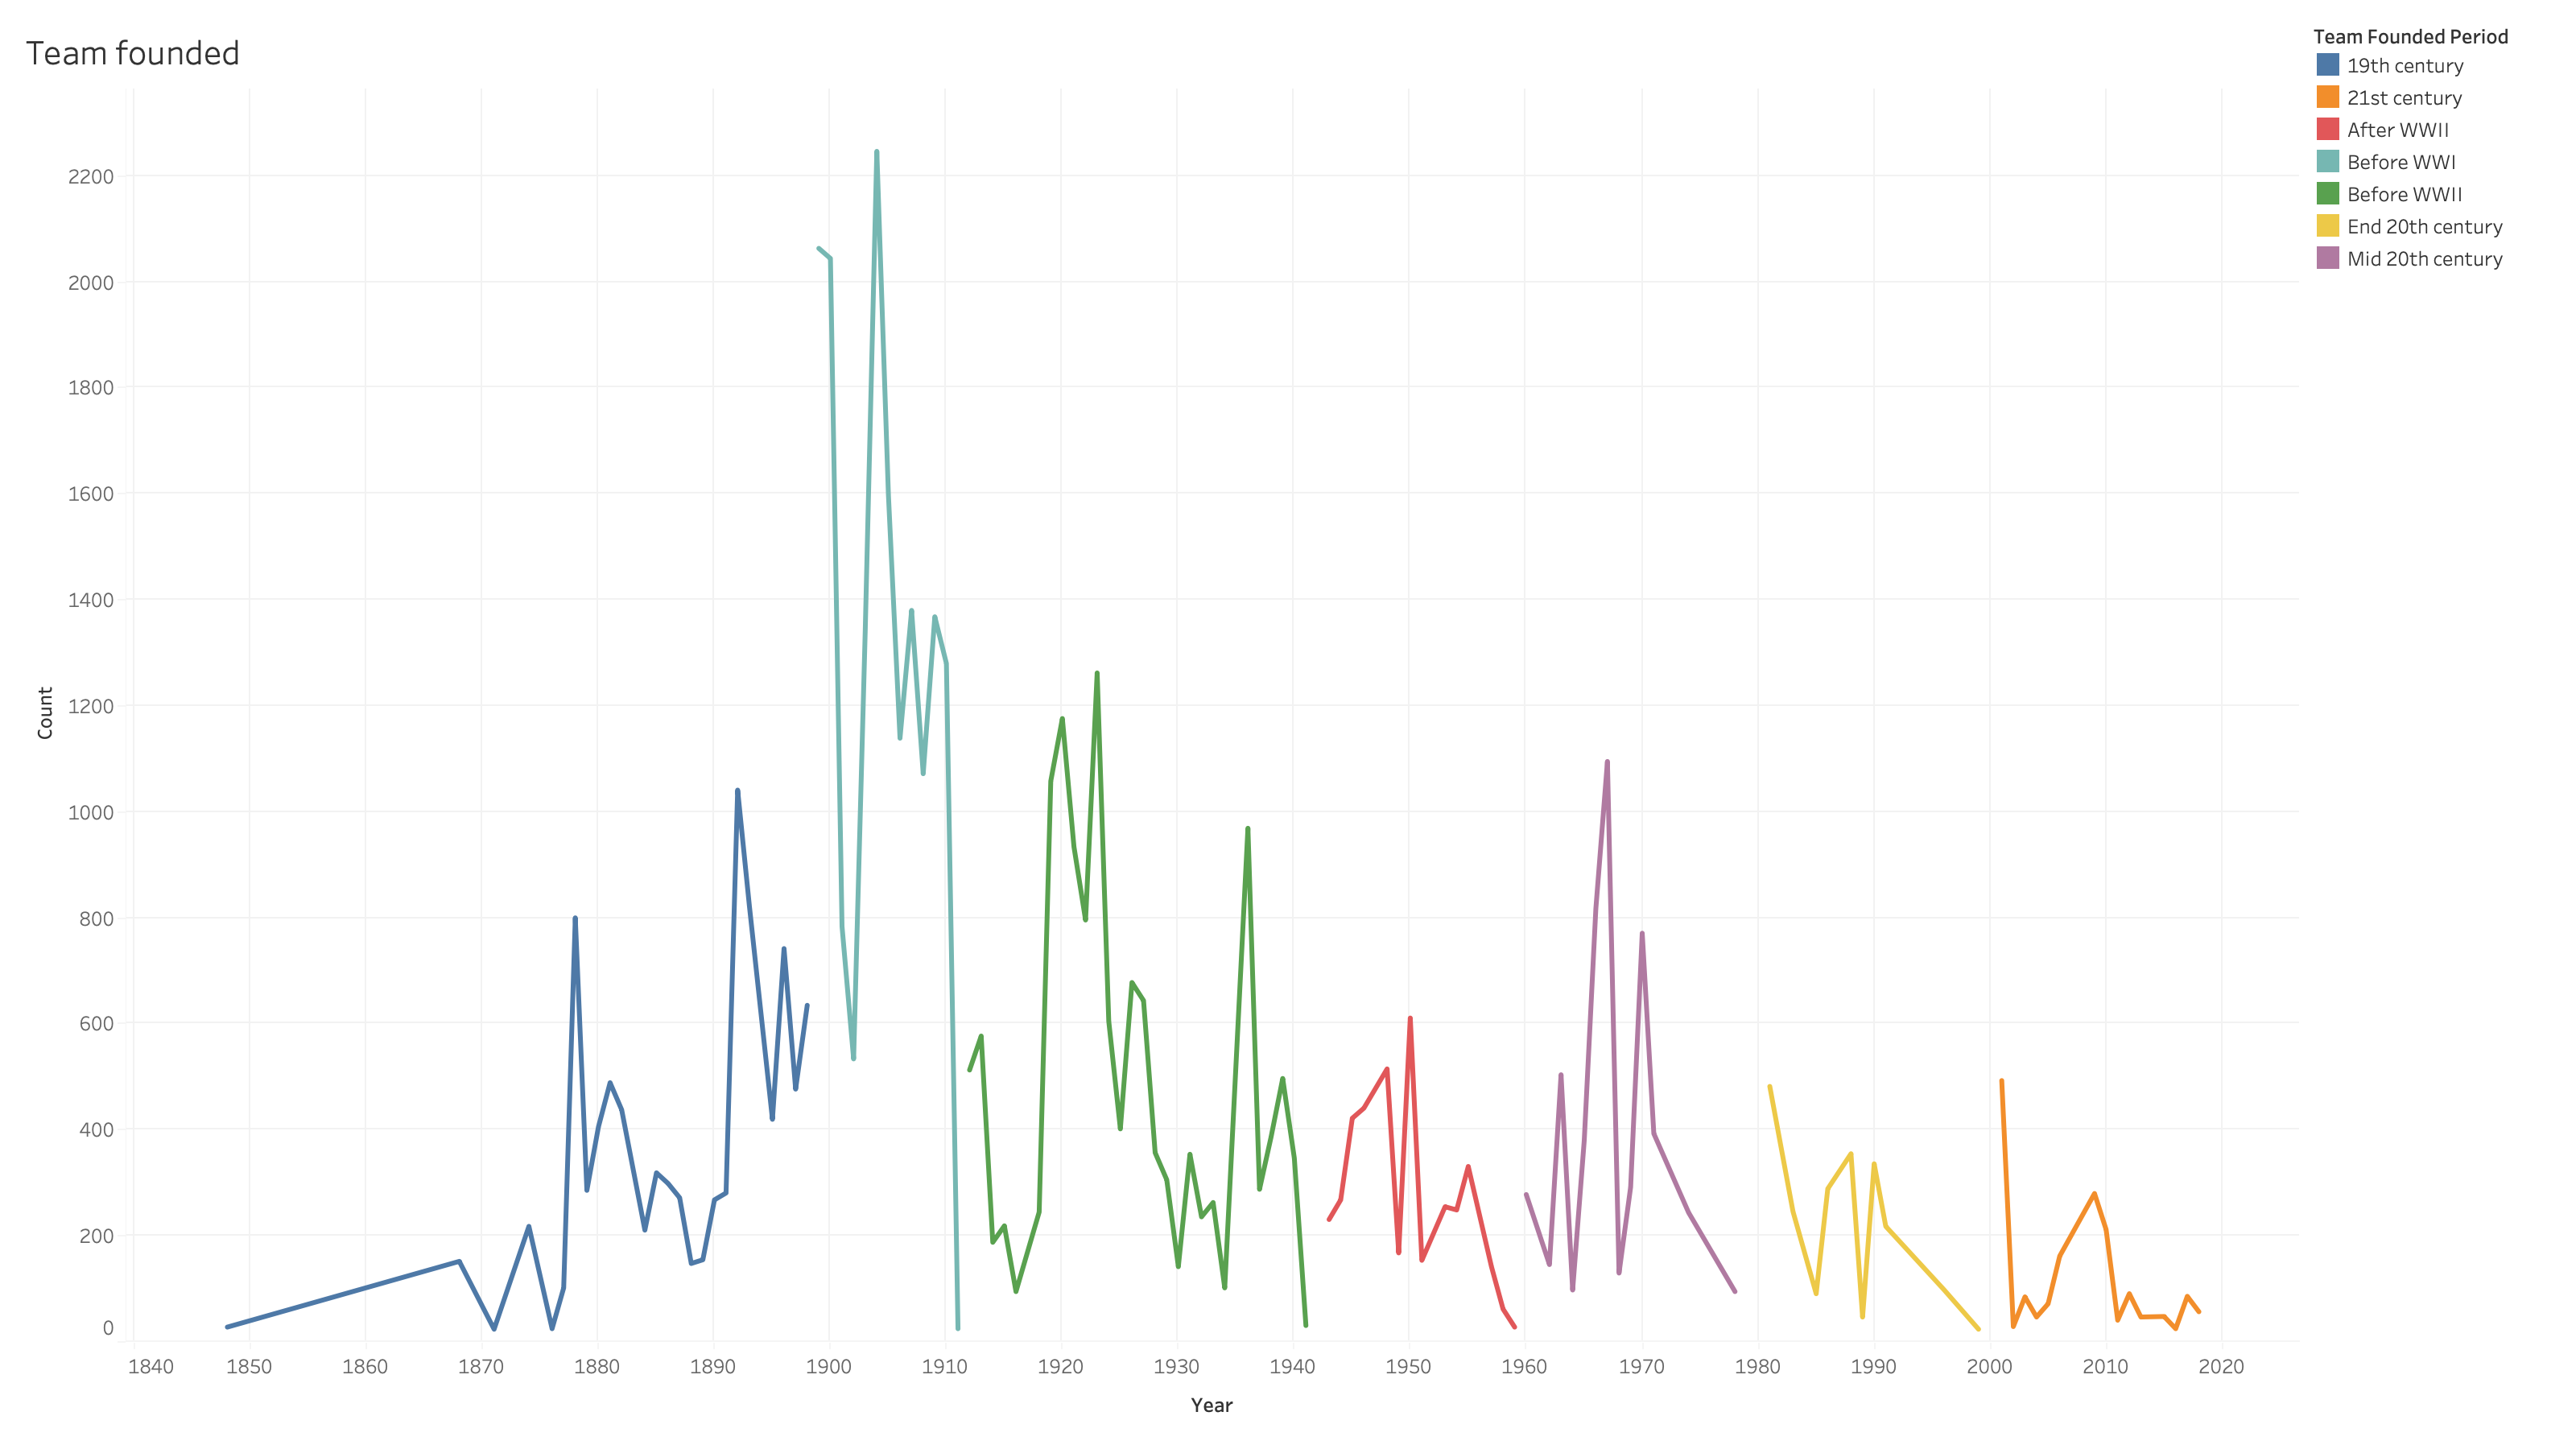 Team founded
Team Founded Period
19th century
21st century
After WWII
Before WWI
Before WWII
End 20th century
Mid 20th century
2200
2000
1800
1600
1400
1200
1000
800
600
400
200
0
Count
1840 1850 1860 1870 1880 1890 1900 1910 1920 1930 1940 1950 1960 1970 1980 1990 2000 2010 2020
Year